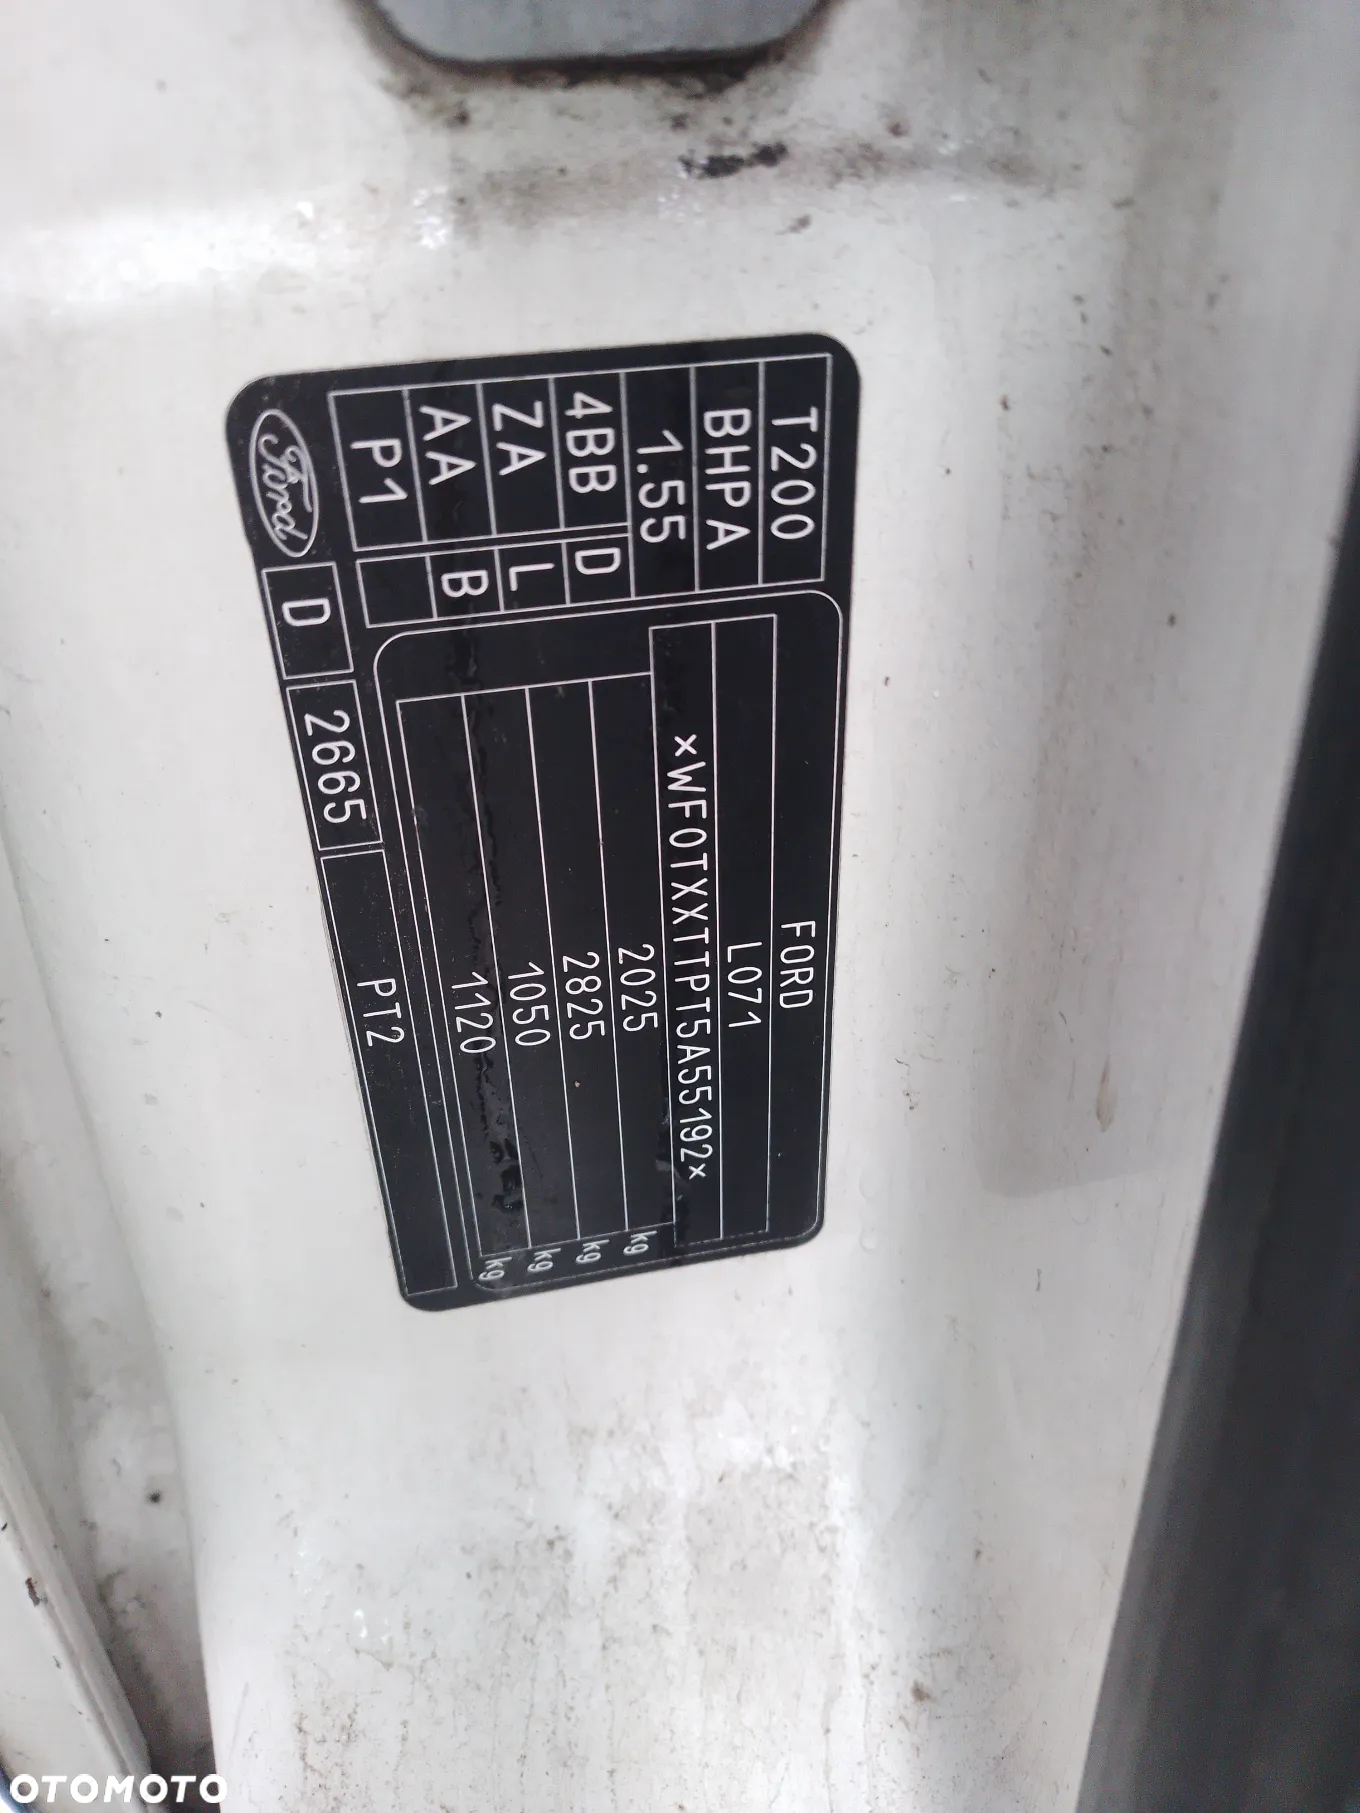 T200
BHPA
1.55
4BB D
ZA L
AA B
P1
Ford
D
2665
PT2
FORD
L071
×WF0TXXTTPT5A55192×
2025 kg
2825 kg
1050 kg
1120 kg
OTOMOTO